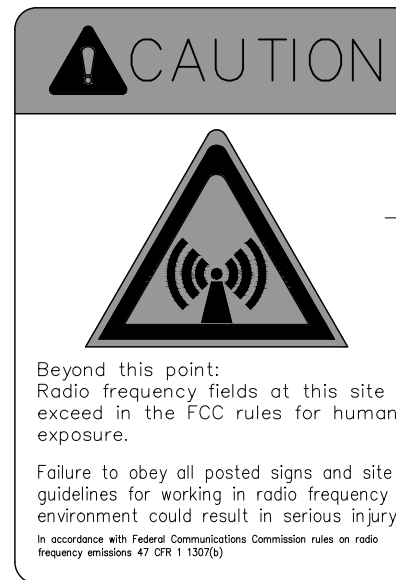 CAUTION
Beyond this point:
Radio frequency fields at this site
exceed in the FCC rules for human
exposure.
Failure to obey all posted signs and site
guidelines for working in radio frequency
environment could result in serious injury
In accordance with Federal Communications Commission rules on radio
frequency emissions 47 CFR 1 1307(b)